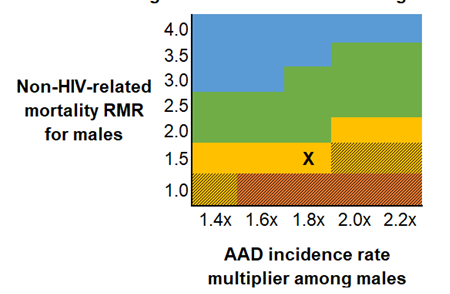 4.0
3.5
Non-HIV-related
mortality RMR
for males
3.0
2.5
2.0
1.5
X
1.0
1.4x 1.6x 1.8x 2.0x 2.2x
AAD incidence rate
multiplier among males